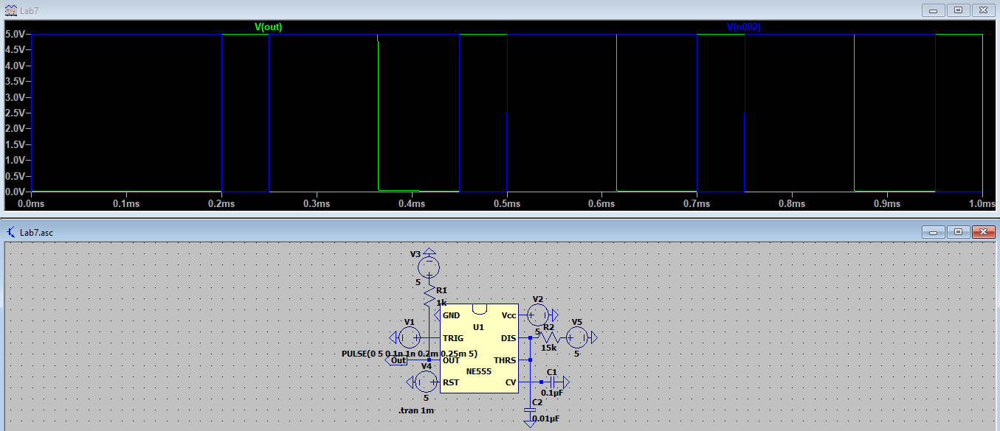 Lab7
V(out) V(n002)
5.0V
4.5V
4.0V
3.5V
3.0V
2.5V
2.0V
1.5V
1.0V
0.5V
0.0V
0.0ms 0.1ms 0.2ms 0.3ms 0.4ms 0.5ms 0.6ms 0.7ms 0.8ms 0.9ms 1.0ms
Lab7.asc
V3
5
R1
1k
V2
5
GND Vcc
U1
V1
V5
5
R2
15k
TRIG DIS
PULSE(0 5 0.1n 1n 0.2m 0.25m 5)
Out
OUT THRS
NE555
V4
5
RST CV
C1
0.1µF
C2
0.01µF
.tran 1m